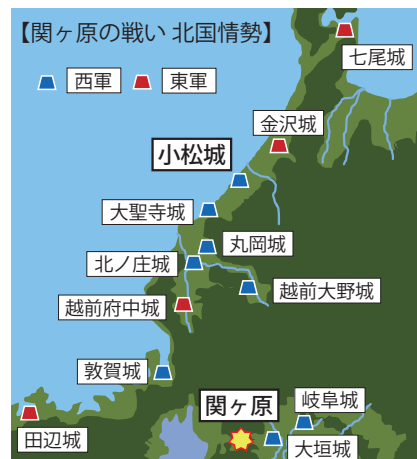 【関ヶ原の戦い 北国情勢】
七尾城
西軍
東軍
金沢城
小松城
大聖寺城
丸岡城
北ノ庄城
越前大野城
越前府中城
敦賀城
関ヶ原
岐阜城
田辺城
大垣城